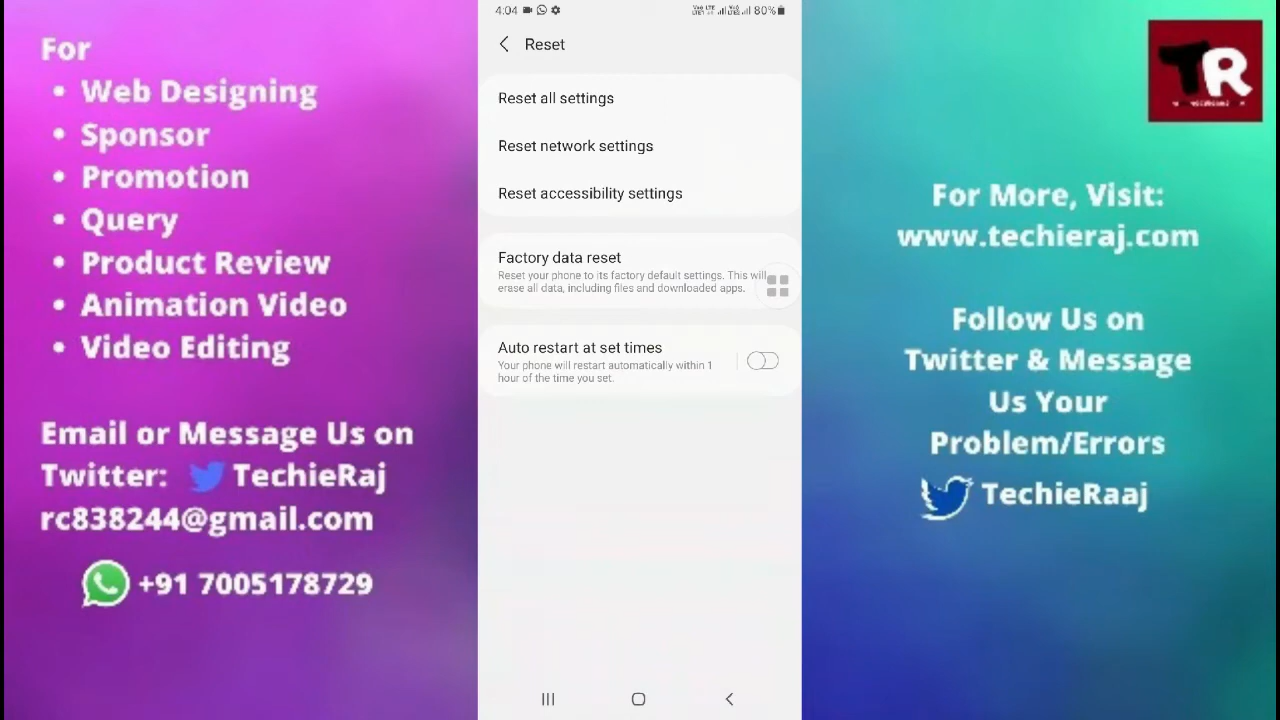 For
• Web Designing
• Sponsor
• Promotion
• Query
• Product Review
• Animation Video
• Video Editing
Email or Message Us on
Twitter: TechieRaj
rc838244@gmail.com
+91 7005178729
4:04
80%
Reset
Reset all settings
Reset network settings
Reset accessibility settings
Factory data reset
Reset your phone to its factory default settings. This will
erase all data, including files and downloaded apps.
Auto restart at set times
Your phone will restart automatically within 1
hour of the time you set.
TR
For More, Visit:
www.techieraj.com
Follow Us on
Twitter & Message
Us Your
Problem/Errors
TechieRaaj